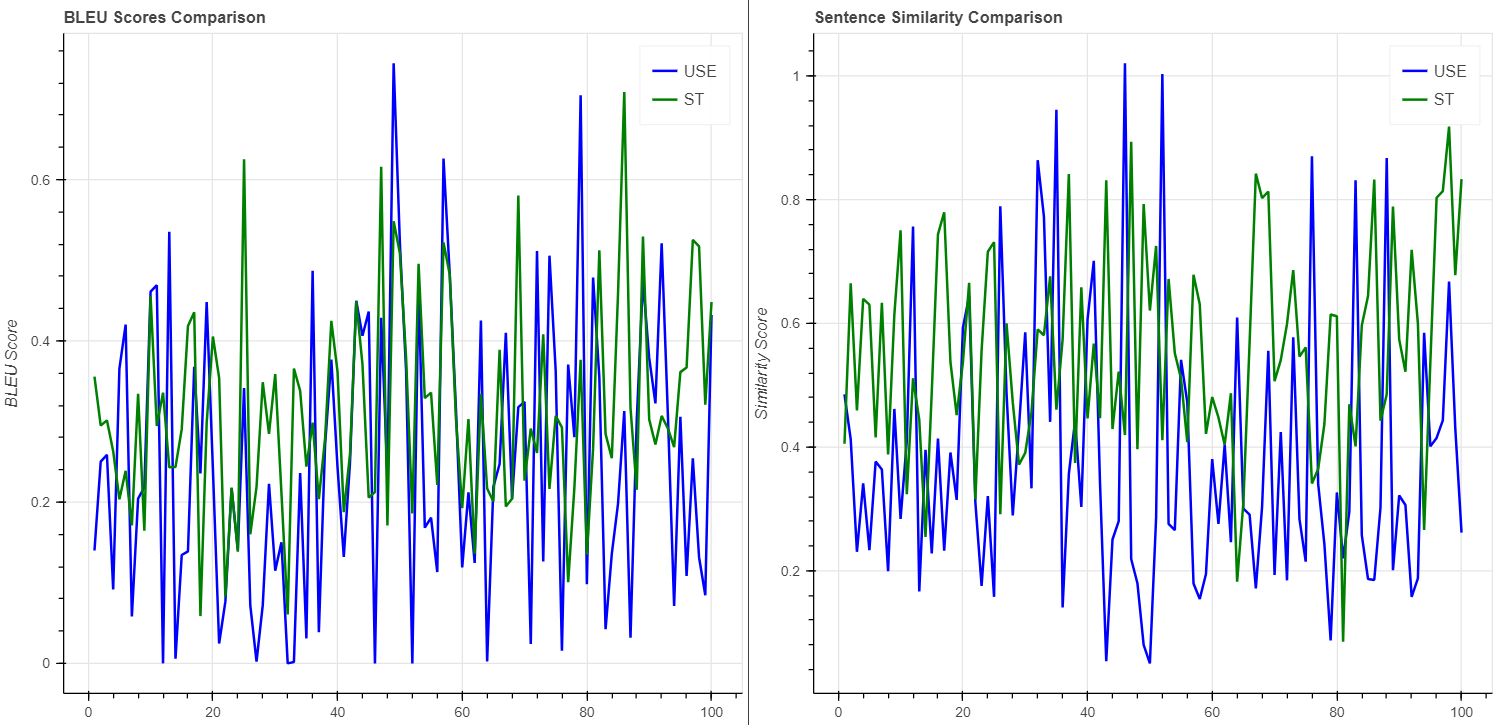 BLEU Scores Comparison
USE
ST
BLEU Score
0.6
0.4
0.2
0
0 20 40 60 80 100
Sentence Similarity Comparison
USE
ST
Similarity Score
1
0.8
0.6
0.4
0.2
0 20 40 60 80 100